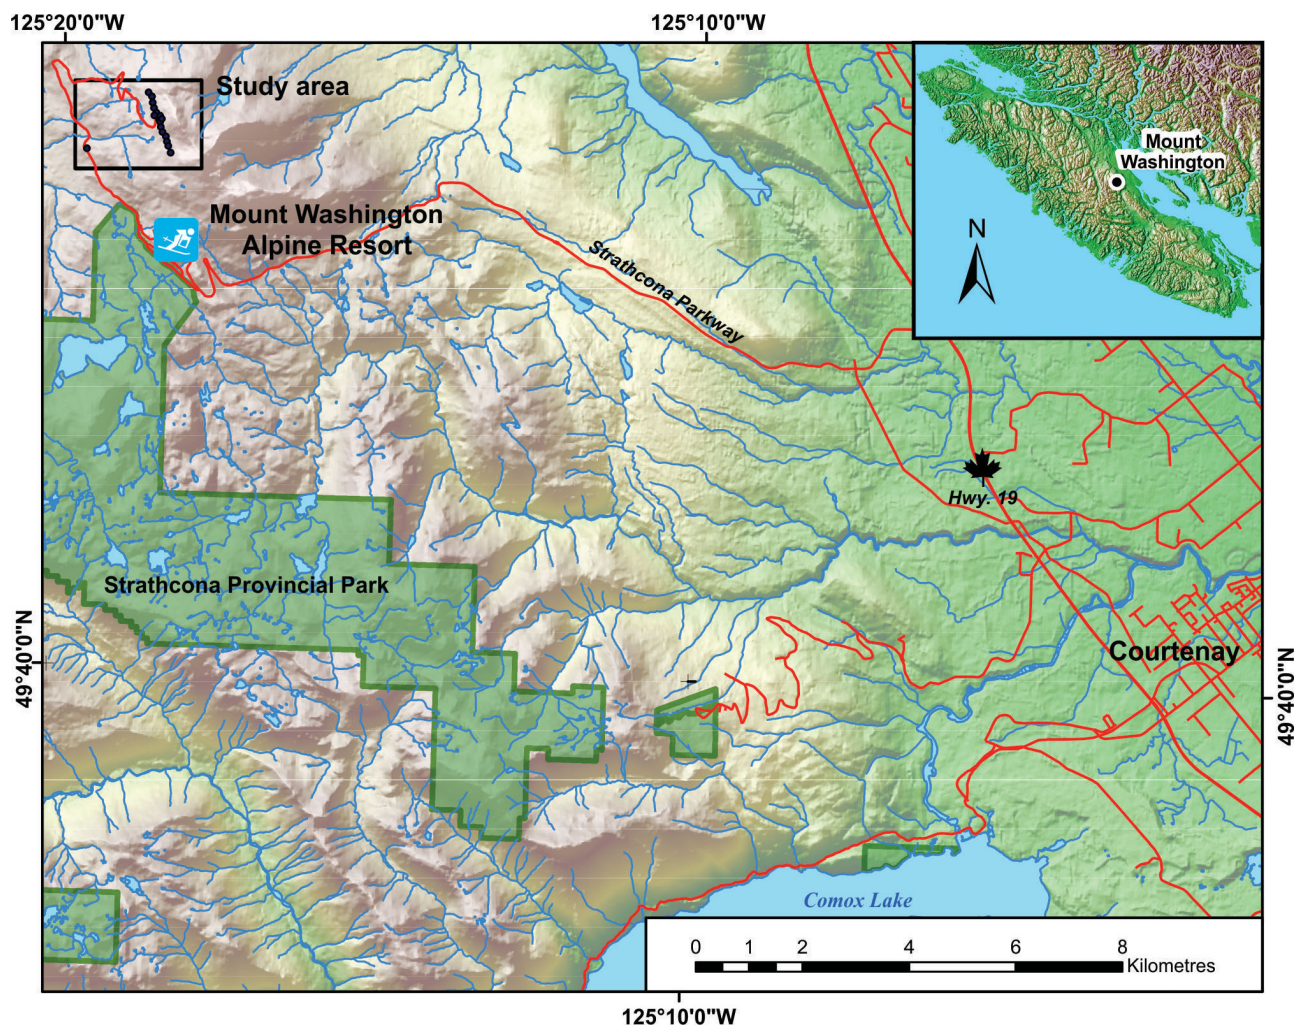 125°20'0"W
125°10'0"W
Study area
Mount
Washington
N
Mount Washington
Alpine Resort
Strathcona Parkway
Hwy. 19
Strathcona Provincial Park
49°40'0"N
Courtenay
49°40'0"N
Comox Lake
0 1 2 4 6 8
Kilometres
125°10'0"W